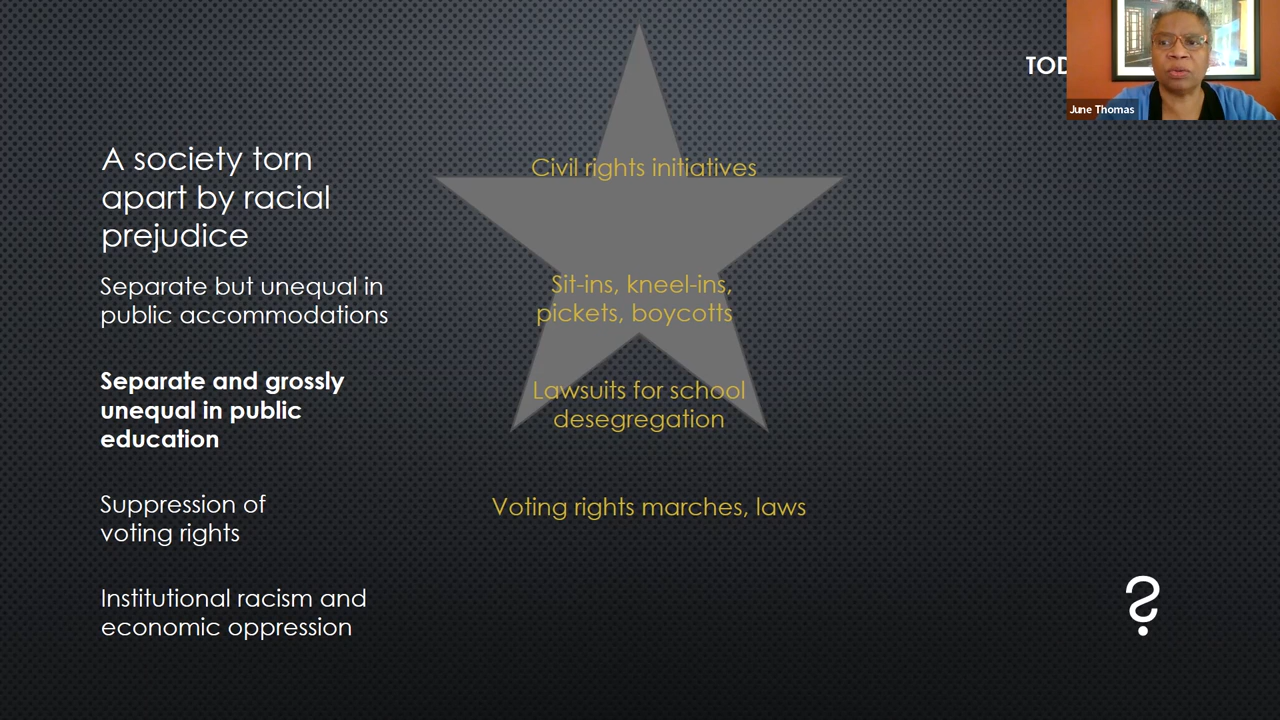 TOD
June Thomas
A society torn
apart by racial
prejudice
Civil rights initiatives
Separate but unequal in
public accommodations
Sit-ins, kneel-ins,
pickets, boycotts
Separate and grossly
unequal in public
education
Lawsuits for school
desegregation
Suppression of
voting rights
Voting rights marches, laws
Institutional racism and
economic oppression
?